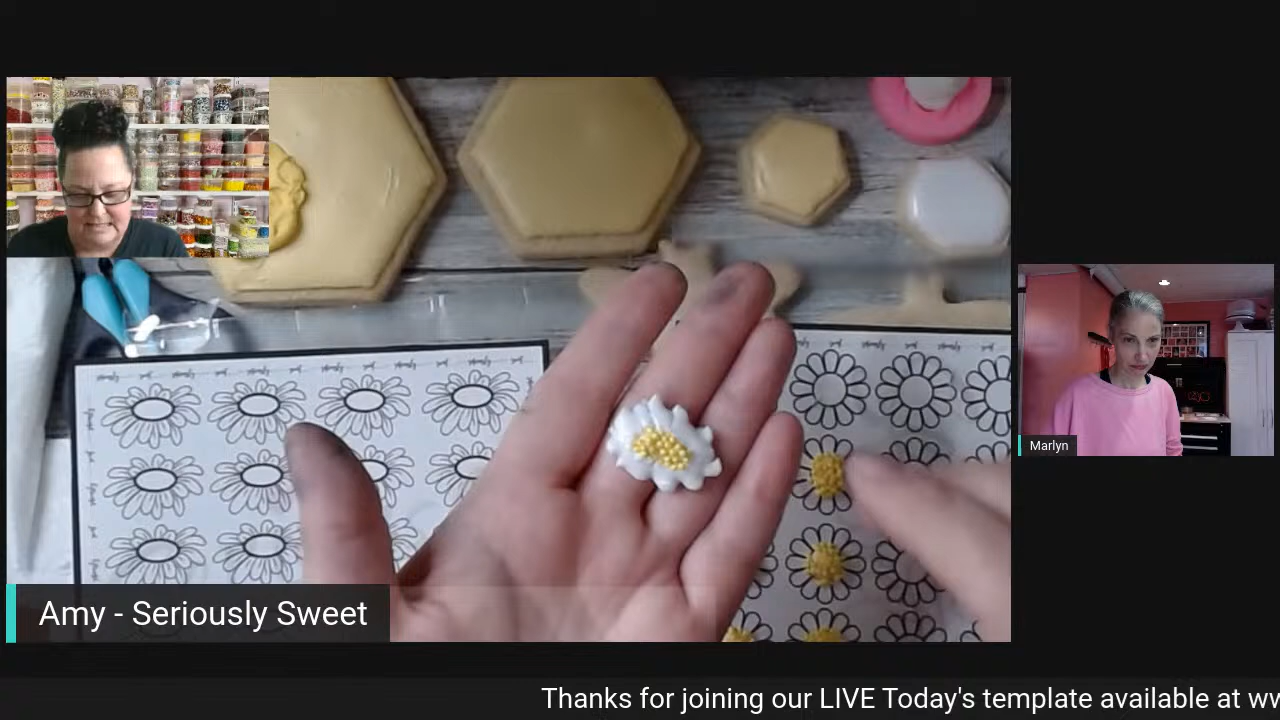 Marlyn
Amy - Seriously Sweet
Thanks for joining our LIVE Today's template available at